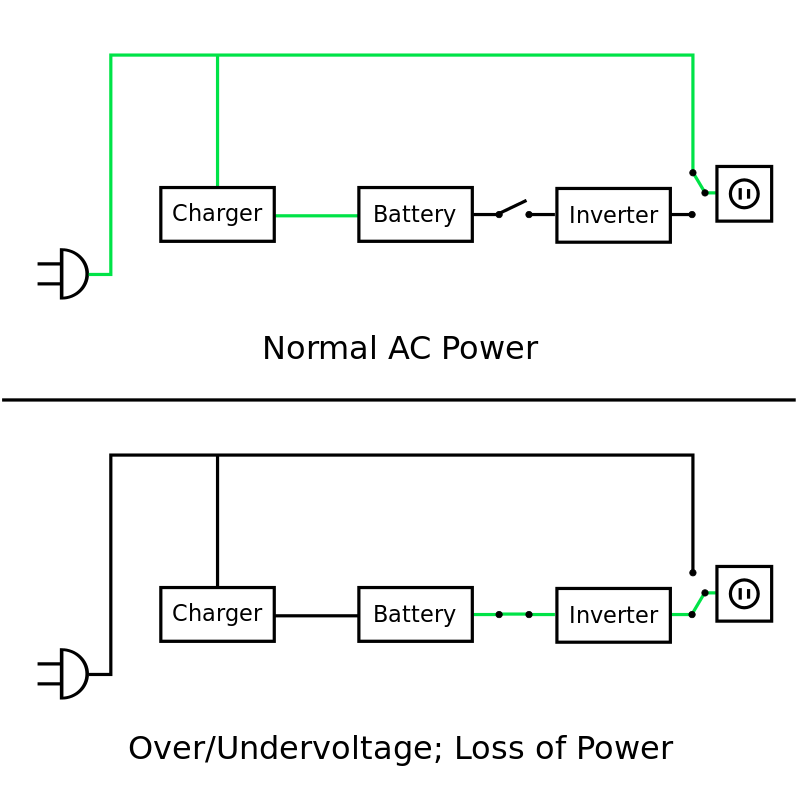 Charger
Battery
Inverter
Normal AC Power
Charger
Battery
Inverter
Over/Undervoltage; Loss of Power